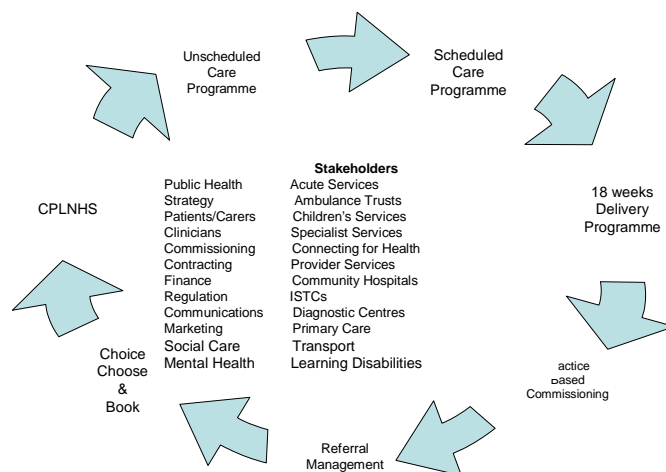 Unscheduled
Care
Programme
Scheduled
Care
Programme
18 weeks
Delivery
Programme
actice
Based
Commissioning
Referral
Management
Choice
Choose
&
Book
CPLNHS
Stakeholders
Public Health Acute Services
Strategy Ambulance Trusts
Patients/Carers Children's Services
Clinicians Specialist Services
Commissioning Connecting for Health
Contracting Provider Services
Finance Community Hospitals
Regulation ISTCs
Communications Diagnostic Centres
Marketing Primary Care
Social Care Transport
Mental Health Learning Disabilities